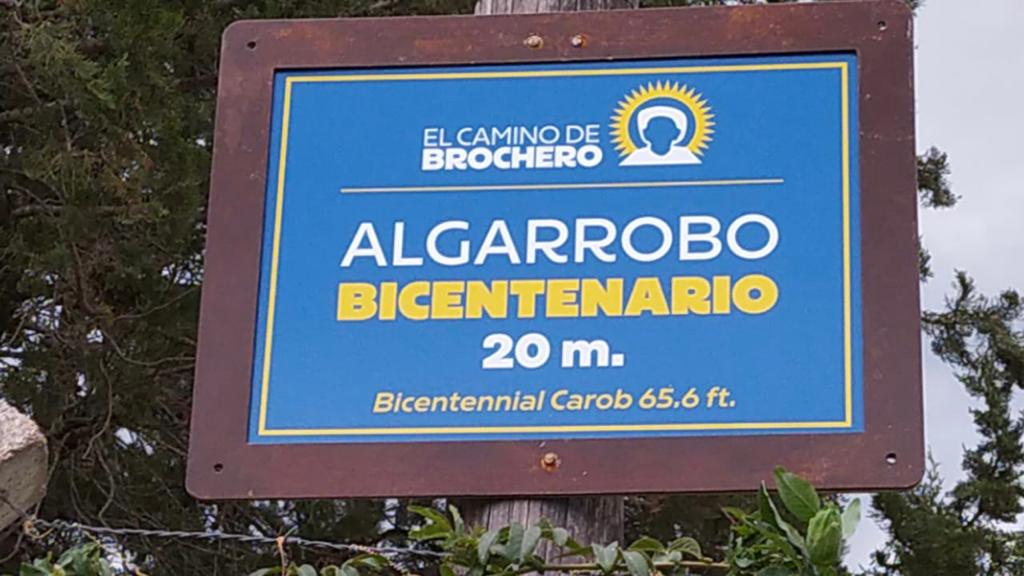 EL CAMINO DE
BROCHERO
ALGARROBO
BICENTENARIO
20 m.
Bicentennial Carob 65,6 ft.